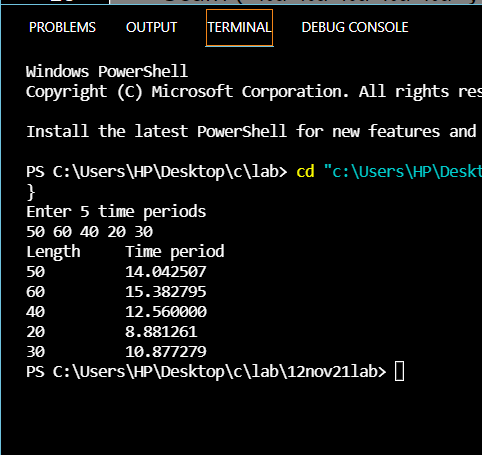 PROBLEMS OUTPUT TERMINAL DEBUG CONSOLE
Windows PowerShell
Copyright (C) Microsoft Corporation. All rights res
Install the latest PowerShell for new features and
PS C:\Users\HP\Desktop\c\lab> cd "c:\Users\HP\Deskt
}
Enter 5 time periods
50 60 40 20 30
Length Time period
50 14.042507
60 15.382795
40 12.560000
20 8.881261
30 10.877279
PS C:\Users\HP\Desktop\c\lab\12nov21lab>